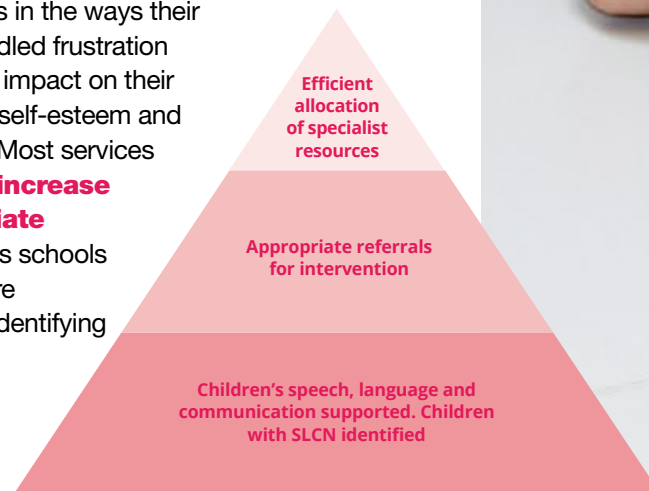 s in the ways their
dled frustration
impact on their
self-esteem and
Most services
increase
iate
s schools
re
dentifying
Efficient
allocation
of specialist
resources
Appropriate referrals
for intervention
Children’s speech, language and
communication supported. Children
with SLCN identified